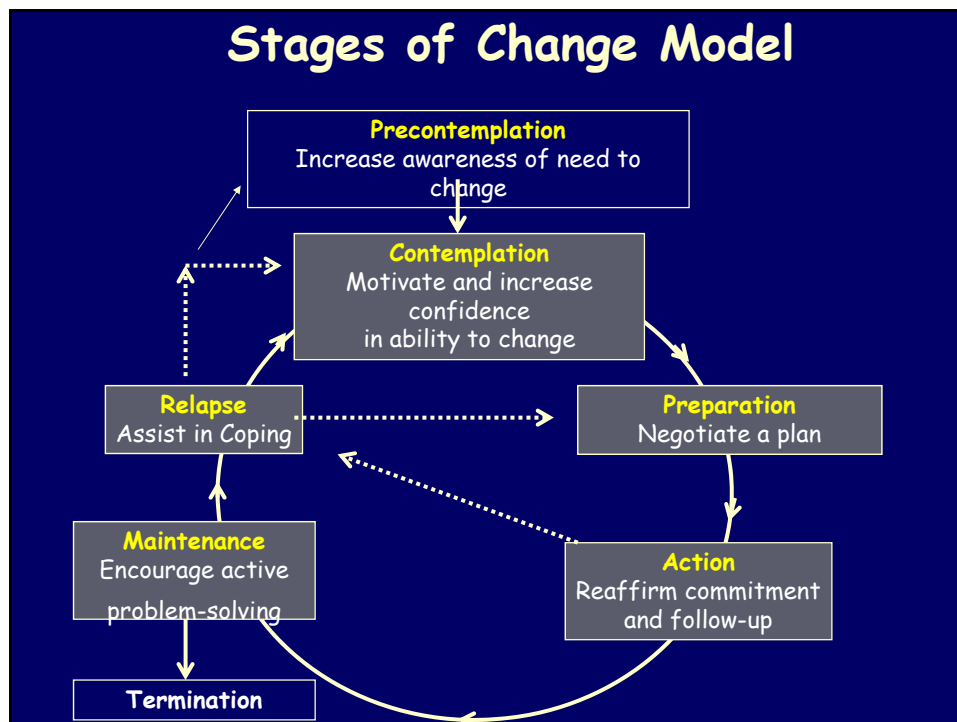 Stages of Change Model
Precontemplation
Increase awareness of need to
change
Contemplation
Motivate and increase
confidence
in ability to change
Relapse
Assist in Coping
Preparation
Negotiate a plan
Maintenance
Encourage active
problem-solving
Action
Reaffirm commitment
and follow-up
Termination